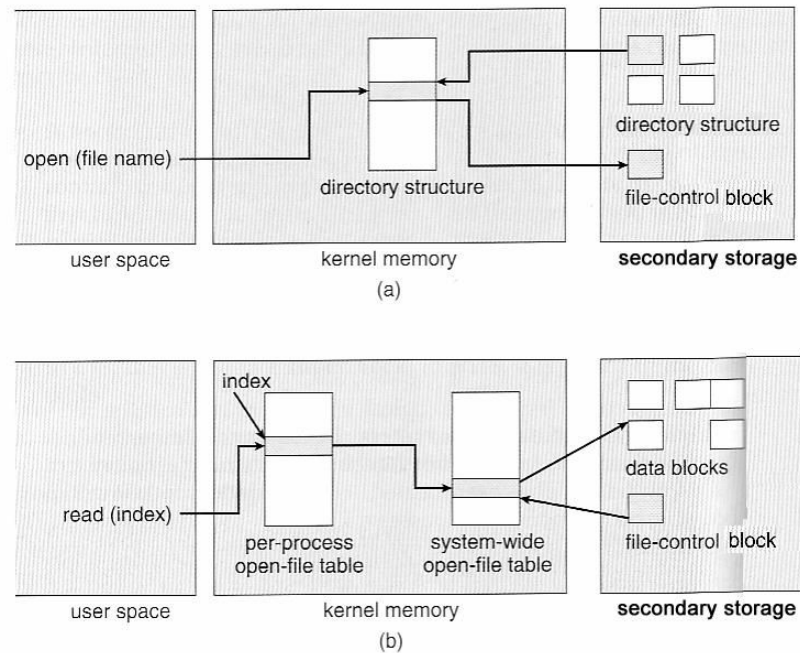 open (file name)
directory structure
directory structure
file-control block
user space
kernel memory
secondary storage
(a)
index
read (index)
per-process
open-file table
system-wide
open-file table
data blocks
file-control block
user space
kernel memory
secondary storage
(b)